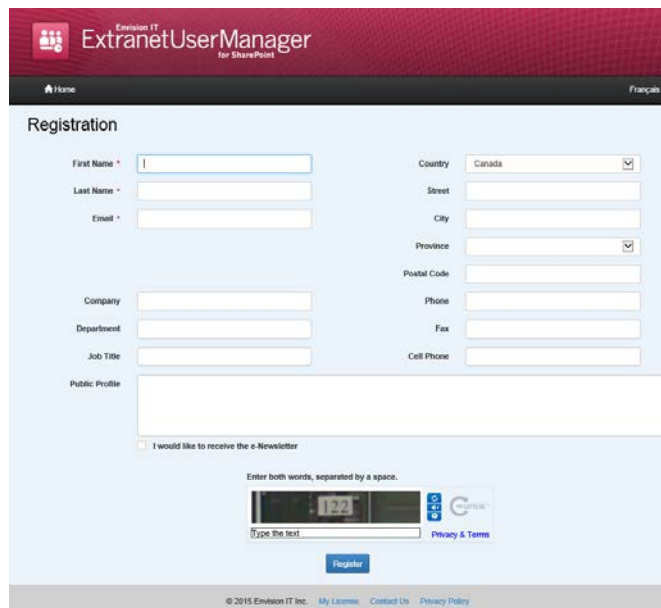 Envision IT
ExtranetUserManager
for SharePoint
Home
Français
Registration
First Name *
Last Name *
Email *
Company
Department
Job Title
Country Canada
Street
City
Province
Postal Code
Phone
Fax
Cell Phone
Public Profile
I would like to receive the e-Newsletter
Enter both words, separated by a space.
122
Type the text
Privacy & Terms
Register
© 2015 Envision IT Inc. My License Contact Us Privacy Policy